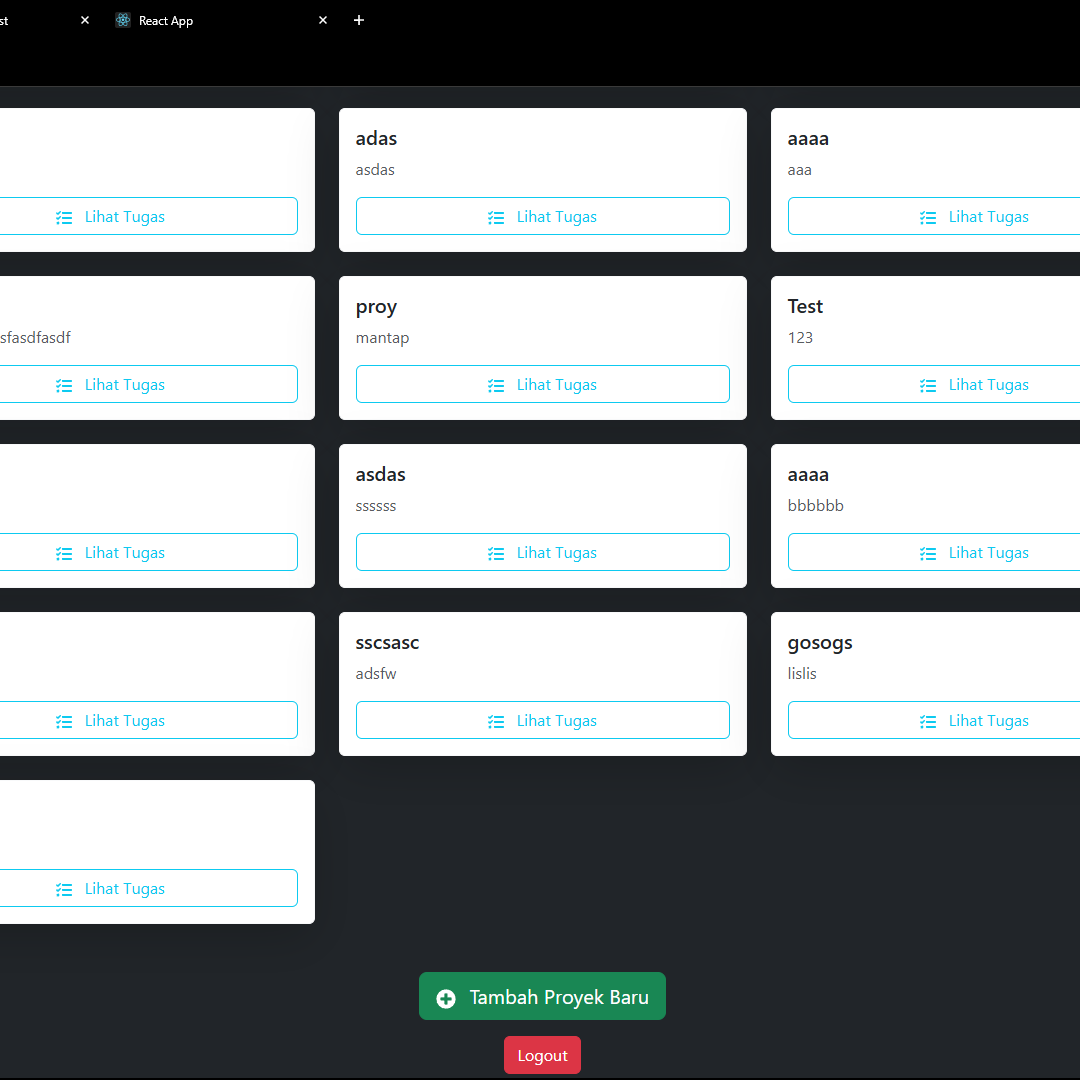 st
React App
adas
aaaa
asdas
aaa
Lihat Tugas
Lihat Tugas
Lihat Tugas
proy
Test
sfasdfasdf
mantap
123
Lihat Tugas
Lihat Tugas
Lihat Tugas
asdas
aaaa
ssssss
bbbbbb
Lihat Tugas
Lihat Tugas
Lihat Tugas
sscsasc
gosogs
adsfw
lislis
Lihat Tugas
Lihat Tugas
Lihat Tugas
Lihat Tugas
Tambah Proyek Baru
Logout